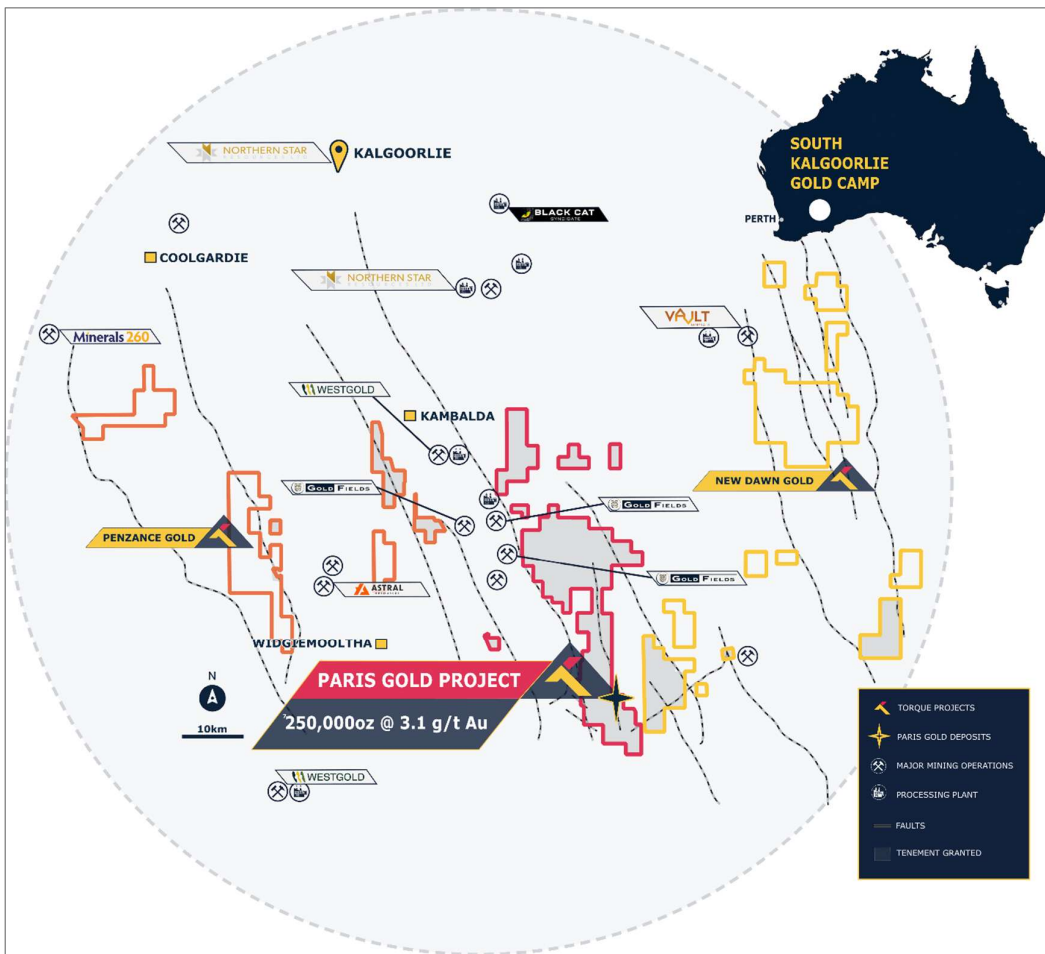 SOUTH
KALGOORLIE
GOLD CAMP
PERTH
NORTHERN STAR
KALGOORLIE
BLACK CAT
SYNDICATE
COOLGARDIE
NORTHERN STAR
VAULT
Minerals 260
WESTGOLD
KAMBALDA
NEW DAWN GOLD
GOLD FIELDS
GOLD FIELDS
PENZANCE GOLD
GOLD FIELDS
ASTRAL
WIDGIEMOOLTHA
PARIS GOLD PROJECT
250,000oz @ 3.1 g/t Au
N
10km
WESTGOLD
TORQUE PROJECTS
PARIS GOLD DEPOSITS
MAJOR MINING OPERATIONS
PROCESSING PLANT
FAULTS
TENEMENT GRANTED